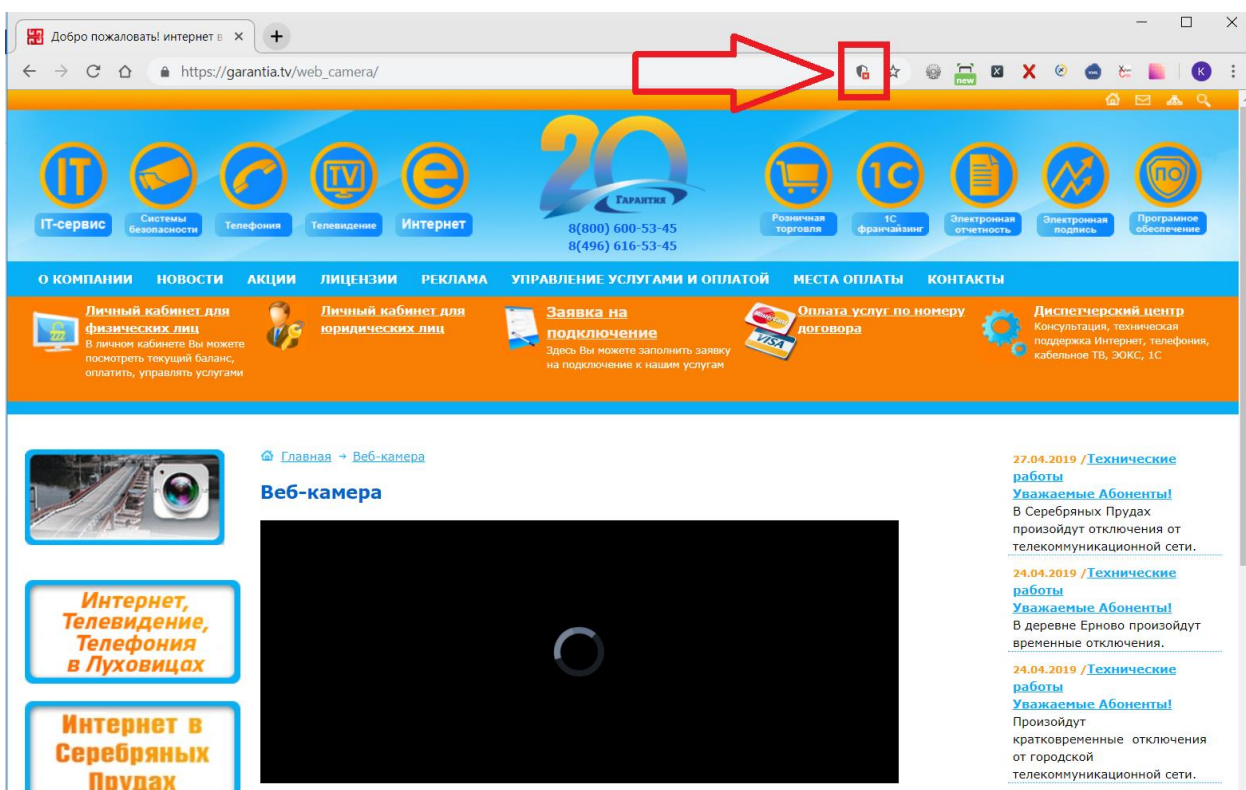 Добро пожаловать! интернет в
https://garantia.tv/web_camera/
new
K
IT
TV
e
20
ГАРАНТИЯ
8(800) 600-53-45
8(496) 616-53-45
1C
ПО
IT-сервис
Системы
безопасности
Телефония
Телевидение
Интернет
Розничная
торговля
1С
франчайзинг
Электронная
отчетность
Электронная
подпись
Програмное
обеспечение
О КОМПАНИИ НОВОСТИ АКЦИИ ЛИЦЕНЗИИ РЕКЛАМА УПРАВЛЕНИЕ УСЛУГАМИ И ОПЛАТОЙ МЕСТА ОПЛАТЫ КОНТАКТЫ
Личный кабинет для
физических лиц
В личном кабинете Вы можете
посмотреть текущий баланс,
оплатить, управлять услугами
Личный кабинет для
юридических лиц
Заявка на
подключение
Здесь Вы можете заполнить заявку
на подключение к нашим услугам
MasterCard
VISA
Оплата услуг по номеру
договора
Диспетчерский центр
Консультация, техническая
поддержка Интернет, телефония,
кабельное ТВ, ЭОКС, 1С
Главная → Веб-камера
Веб-камера
Интернет,
Телевидение,
Телефония
в Луховицах
Интернет в
Серебряных
Прудах
27.04.2019 /Технические
работы
Уважаемые Абоненты!
В Серебряных Прудах
произойдут отключения от
телекоммуникационной сети.
24.04.2019 /Технические
работы
Уважаемые Абоненты!
В деревне Ерново произойдут
временные отключения.
24.04.2019 /Технические
работы
Уважаемые Абоненты!
Произойдут
кратковременные отключения
от городской
телекоммуникационной сети.